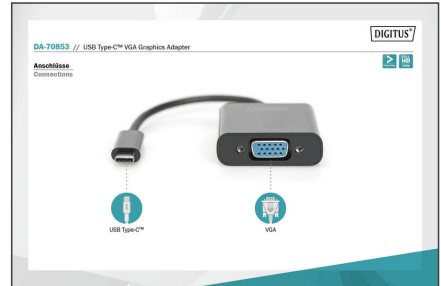 DIGITUS®
DA-70853 // USB Type-C™ VGA Graphics Adapter
Anschlüsse
Connections
USB Type-C™
VGA